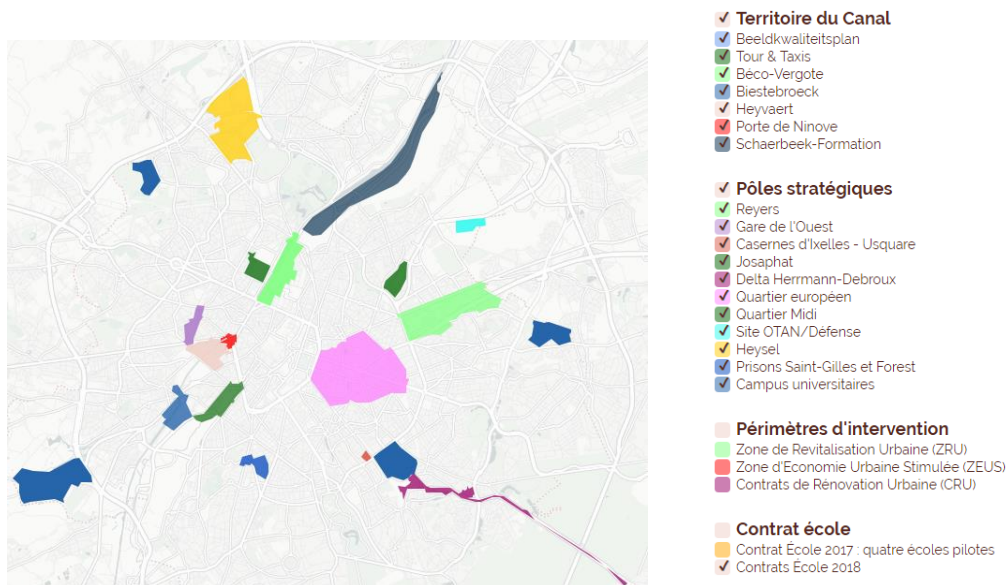 Territoire du Canal
Beeldkwaliteitsplan
Tour & Taxis
Béco-Vergote
Biestebroeck
Heyvaert
Porte de Ninove
Schaerbeek-Formation
Pôles stratégiques
Reyers
Gare de l'Ouest
Casernes d'Ixelles - Usquare
Josaphat
Delta Herrmann-Debroux
Quartier européen
Quartier Midi
Site OTAN/Défense
Heysel
Prisons Saint-Gilles et Forest
Campus universitaires
Périmètres d'intervention
Zone de Revitalisation Urbaine (ZRU)
Zone d'Economie Urbaine Stimulée (ZEUS)
Contrats de Rénovation Urbaine (CRU)
Contrat école
Contrat École 2017 : quatre écoles pilotes
Contrats École 2018